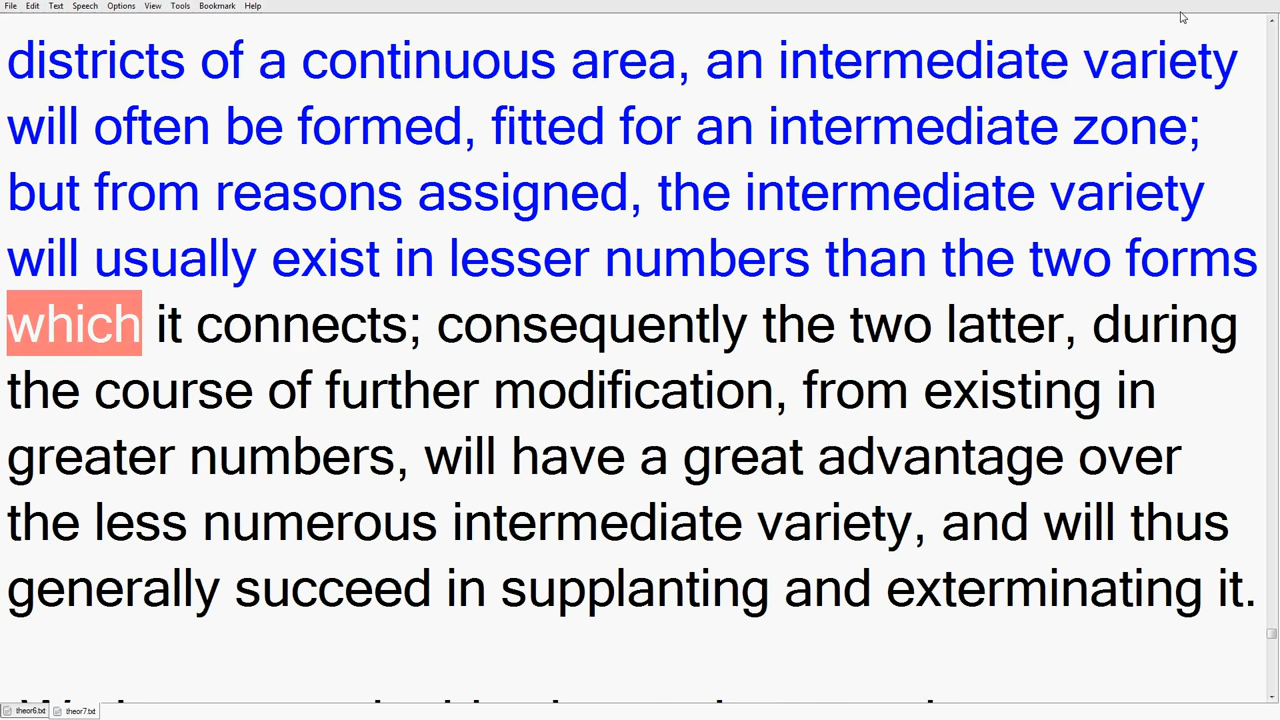 File Edit Text Speech Options View Tools Bookmark Help
districts of a continuous area, an intermediate variety
will often be formed, fitted for an intermediate zone;
but from reasons assigned, the intermediate variety
will usually exist in lesser numbers than the two forms
which it connects; consequently the two latter, during
the course of further modification, from existing in
greater numbers, will have a great advantage over
the less numerous intermediate variety, and will thus
generally succeed in supplanting and exterminating it.
theor6.txt theor7.txt